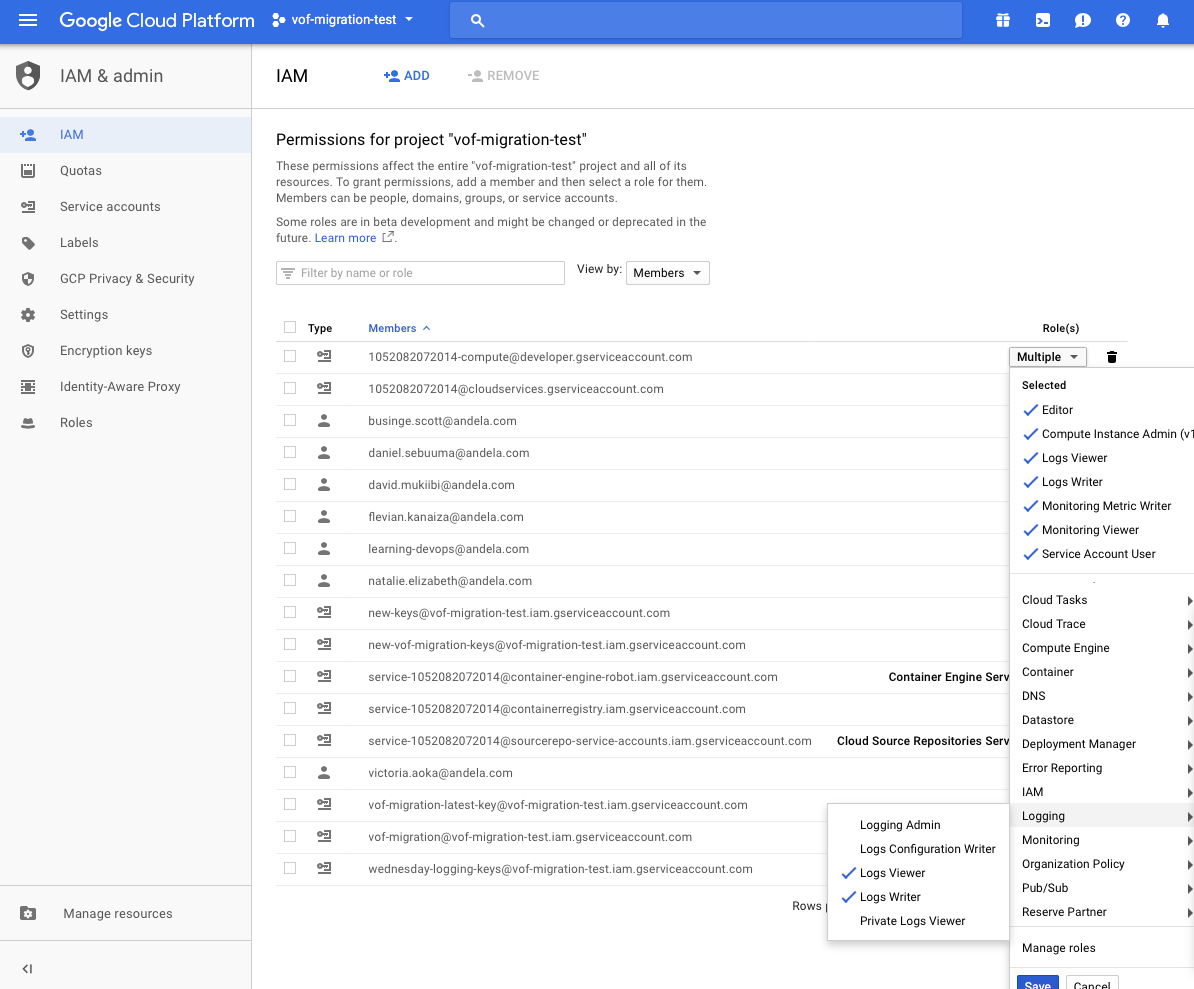 Google Cloud Platform
vof-migration-test
IAM & admin
IAM
Quotas
Service accounts
Labels
GCP Privacy & Security
Settings
Encryption keys
Identity-Aware Proxy
Roles
Manage resources
IAM
ADD
REMOVE
Permissions for project "vof-migration-test"
These permissions affect the entire "vof-migration-test" project and all of its
resources. To grant permissions, add a member and then select a role for them.
Members can be people, domains, groups, or service accounts.
Some roles are in beta development and might be changed or deprecated in the
future. Learn more.
Filter by name or role
View by: Members
Type Members Role(s)
1052082072014-compute@developer.gserviceaccount.com Multiple
1052082072014@cloudservices.gserviceaccount.com
businge.scott@andela.com
daniel.sebuuma@andela.com
david.mukiibi@andela.com
flevian.kanaiza@andela.com
learning-devops@andela.com
natalie.elizabeth@andela.com
new-keys@vof-migration-test.iam.gserviceaccount.com
new-vof-migration-keys@vof-migration-test.iam.gserviceaccount.com
service-1052082072014@container-engine-robot.iam.gserviceaccount.com Container Engine Serv
service-1052082072014@containerregistry.iam.gserviceaccount.com
service-1052082072014@sourcerepo-service-accounts.iam.gserviceaccount.com Cloud Source Repositories Serv
victoria.aoka@andela.com
vof-migration-latest-key@vof-migration-test.iam.gserviceaccount.com
vof-migration@vof-migration-test.iam.gserviceaccount.com
wednesday-logging-keys@vof-migration-test.iam.gserviceaccount.com
Rows
Selected
Editor
Compute Instance Admin (v1
Logs Viewer
Logs Writer
Monitoring Metric Writer
Monitoring Viewer
Service Account User
Cloud Tasks
Cloud Trace
Compute Engine
Container
DNS
Datastore
Deployment Manager
Error Reporting
IAM
Logging
Monitoring
Organization Policy
Pub/Sub
Reserve Partner
Manage roles
Save Cancel
Logging Admin
Logs Configuration Writer
Logs Viewer
Logs Writer
Private Logs Viewer